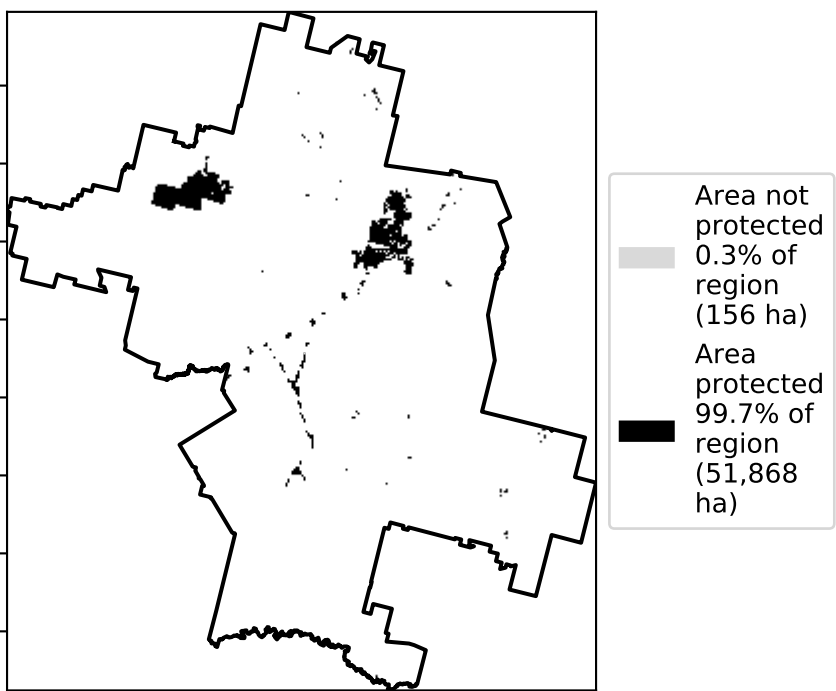 Area not
protected
0.3% of
region
(156 ha)
Area
protected
99.7% of
region
(51,868
ha)